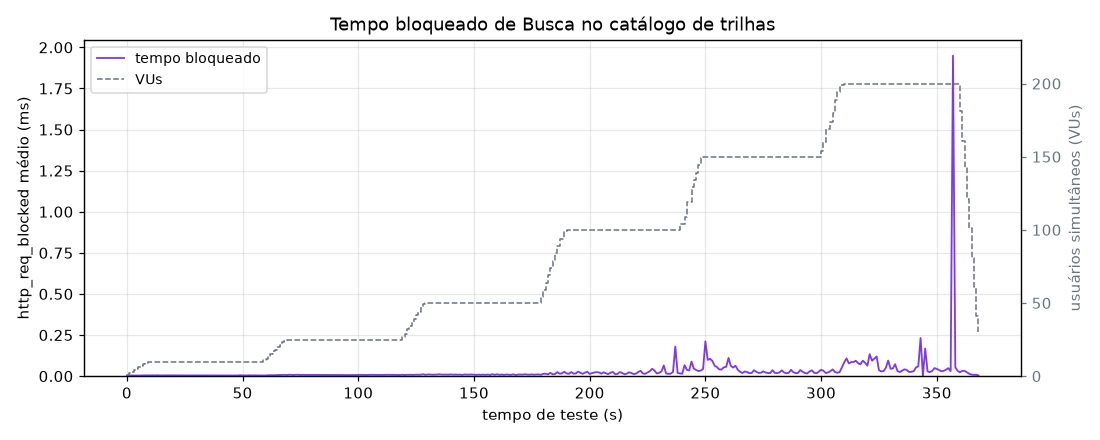 Tempo bloqueado de Busca no catálogo de trilhas
tempo bloqueado
VUs
http_req_blocked médio (ms)
2.00
1.75
1.50
1.25
1.00
0.75
0.50
0.25
0.00
200
150
100
50
0
usuários simultâneos (VUs)
0 50 100 150 200 250 300 350
tempo de teste (s)